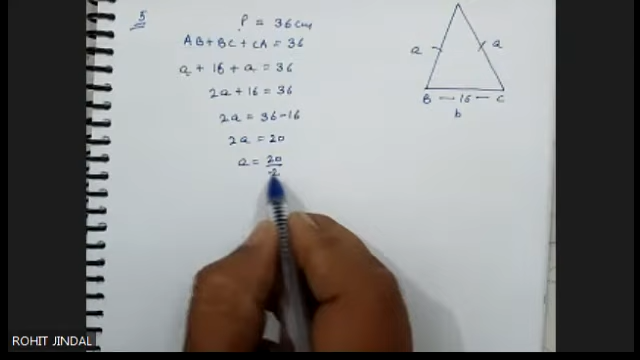 5
P = 36 cm
AB + BC + CA = 36
a + 16 + a = 36
2a + 16 = 36
2a = 36 - 16
2a = 20
a = 20/2
a a
B — 16 — C
b
ROHIT JINDAL